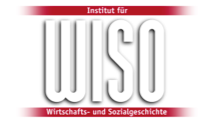 Institut für
WISO
Wirtschafts- und Sozialgeschichte